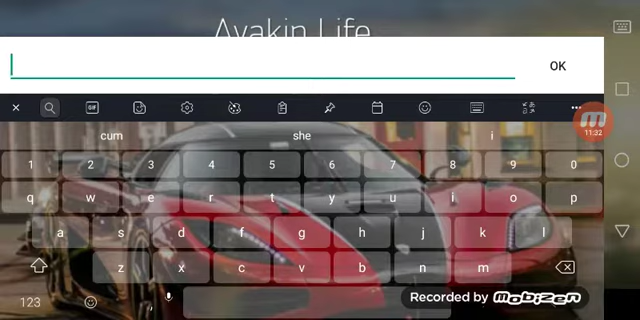 Avakin Life
OK
GIF
11:32
cum she i
1 2 3 4 5 6 7 8 9 0
q w e r t y u i o p
a s d f g h j k l
z x c v b n m
123
Recorded by mobizen